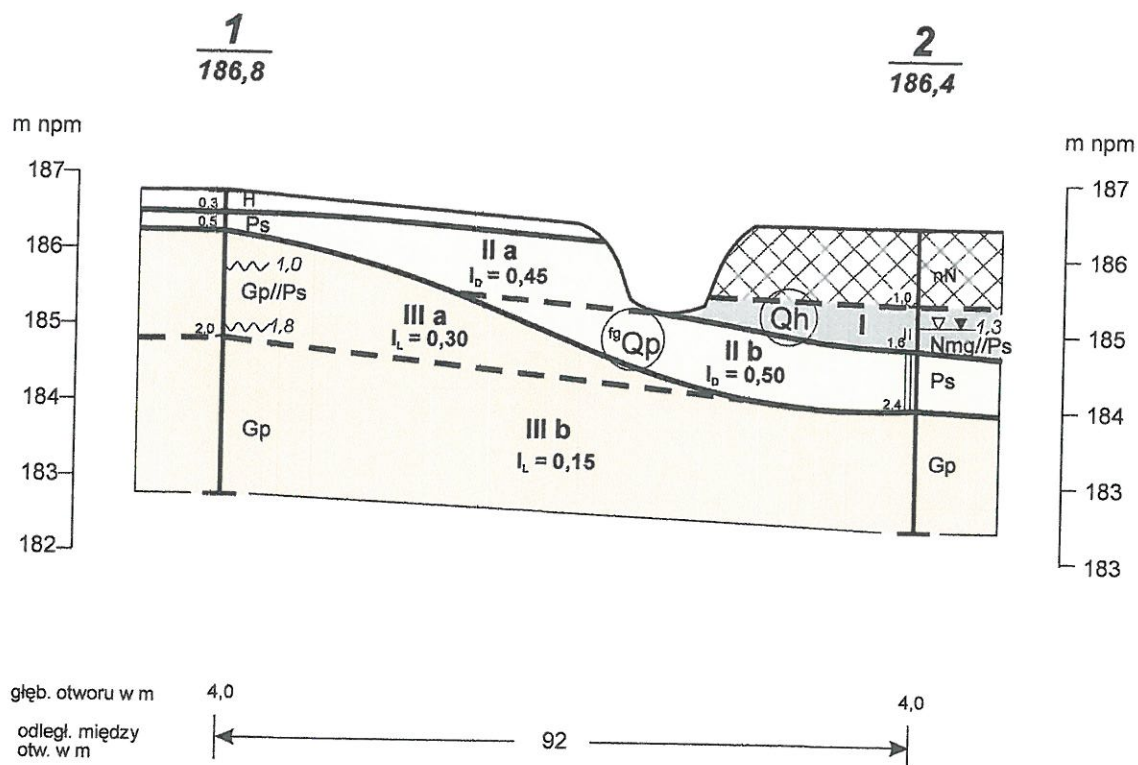 1
186,8
2
186,4
m npm
m npm
187
186
185
184
183
182
187
186
185
184
183
183
0.3
H
0.5
Ps
1,0
Gp//Ps
1,8
2.0
Gp
II a
I_D = 0,45
III a
I_L = 0,30
fgQp
II b
I_D = 0,50
III b
I_L = 0,15
Qh
I
nN
1,0
1,3
Nmg//Ps
1.6
Ps
2.4
Gp
głęb. otworu w m 4,0 4,0
odległ. między
otw. w m
92